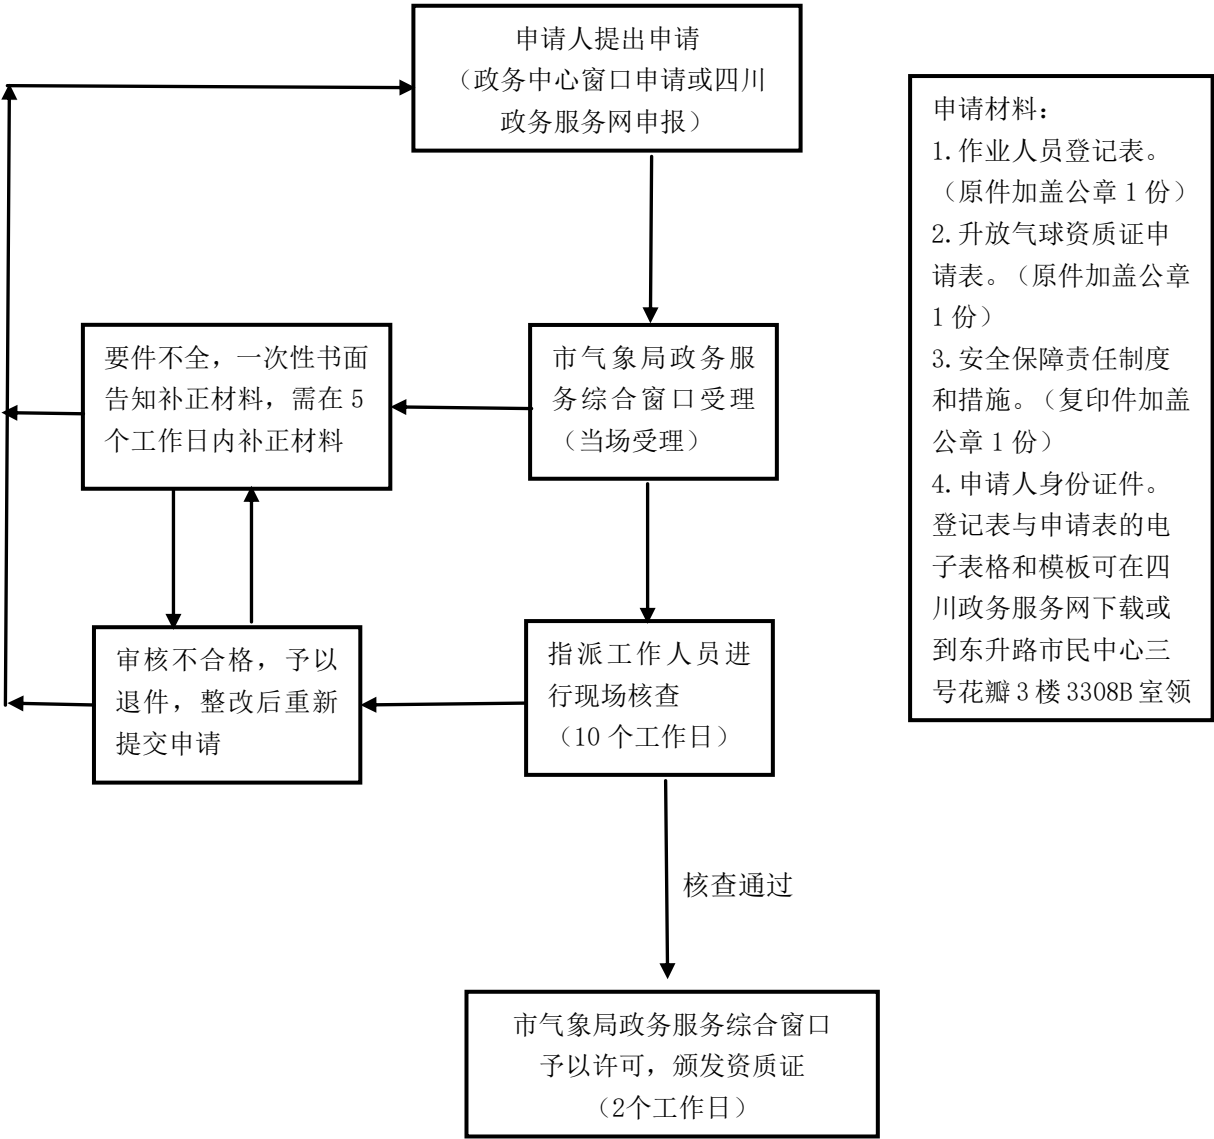 申请人提出申请
（政务中心窗口申请或四川
政务服务网申报）
申请材料：
1.作业人员登记表。
（原件加盖公章1份）
2.升放气球资质证申
请表。（原件加盖公章
1份）
3.安全保障责任制度
和措施。（复印件加盖
公章1份）
4.申请人身份证件。
登记表与申请表的电
子表格和模板可在四
川政务服务网下载或
到东升路市民中心三
号花瓣3楼3308B室领
要件不全，一次性书面
告知补正材料，需在5
个工作日内补正材料
市气象局政务服
务综合窗口受理
（当场受理）
审核不合格，予以
退件，整改后重新
提交申请
指派工作人员进
行现场核查
（10个工作日）
核查通过
市气象局政务服务综合窗口
予以许可，颁发资质证
（2个工作日）